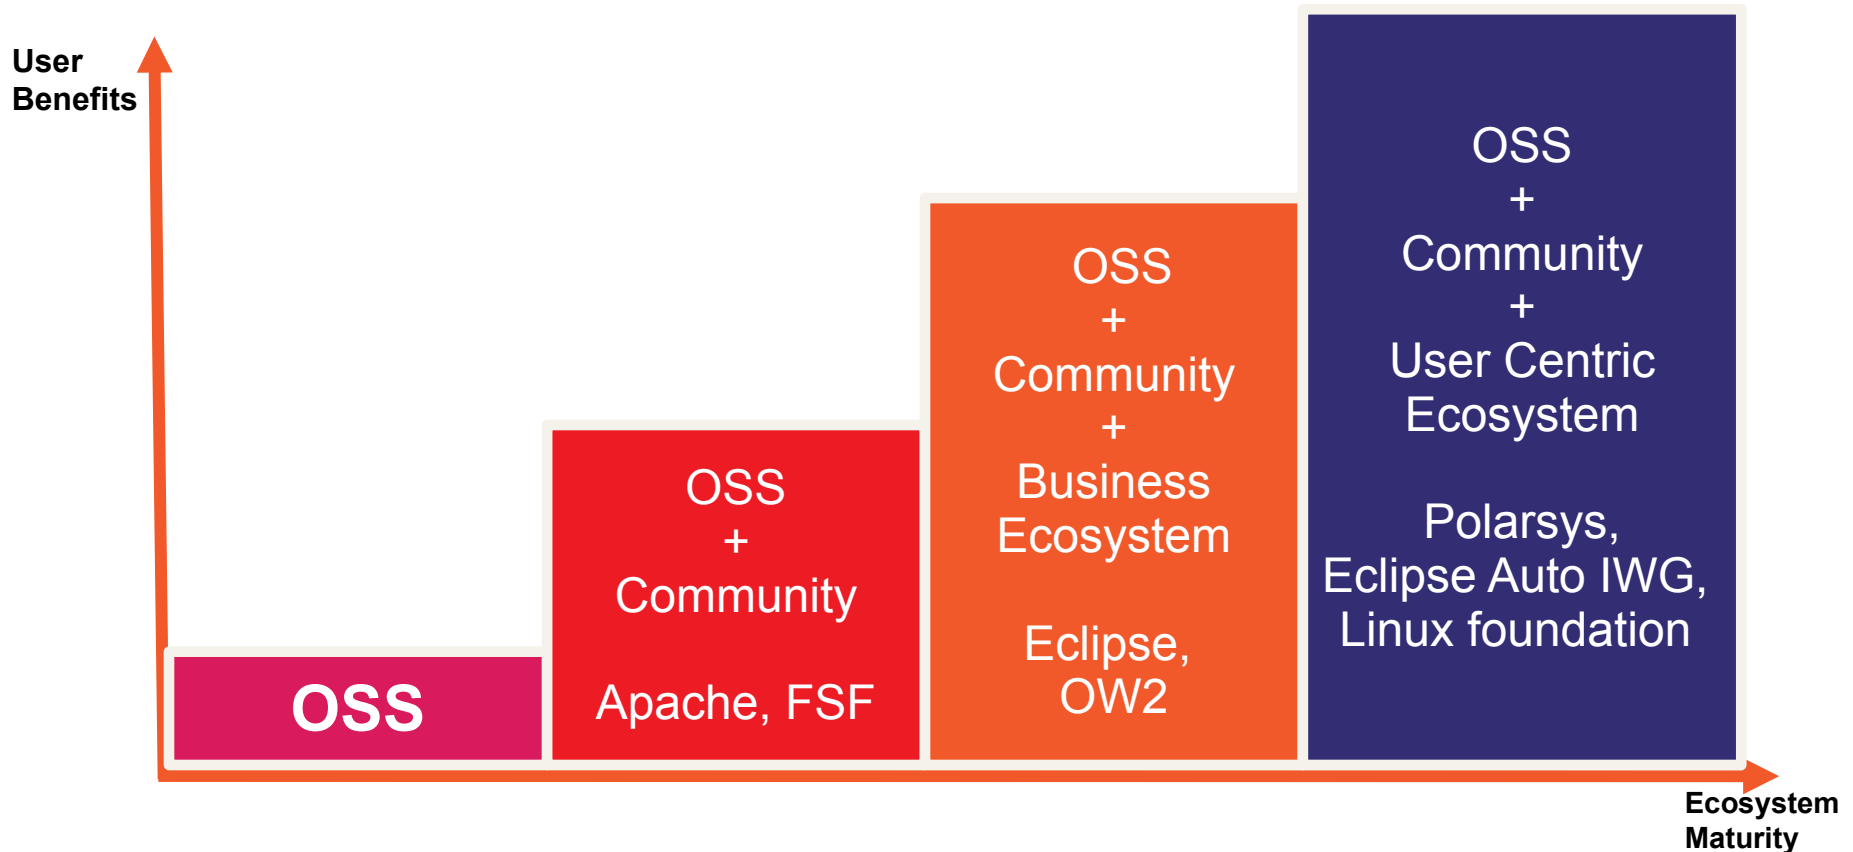 User
Benefits
OSS
OSS
+
Community
Apache, FSF
OSS
+
Community
+
Business
Ecosystem
Eclipse,
OW2
OSS
+
Community
+
User Centric
Ecosystem
Polarsys,
Eclipse Auto IWG,
Linux foundation
Ecosystem
Maturity